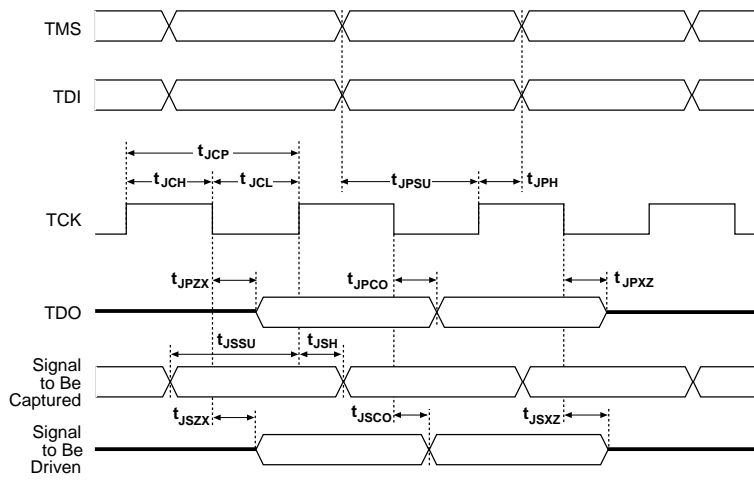 TMS
TDI
tJCP
tJCH
tJCL
tJPSU
tJPH
TCK
tJPZX
tJPCO
tJPXZ
TDO
tJSSU
tJSH
Signal
to Be
Captured
tJSZX
tJSCO
tJSXZ
Signal
to Be
Driven